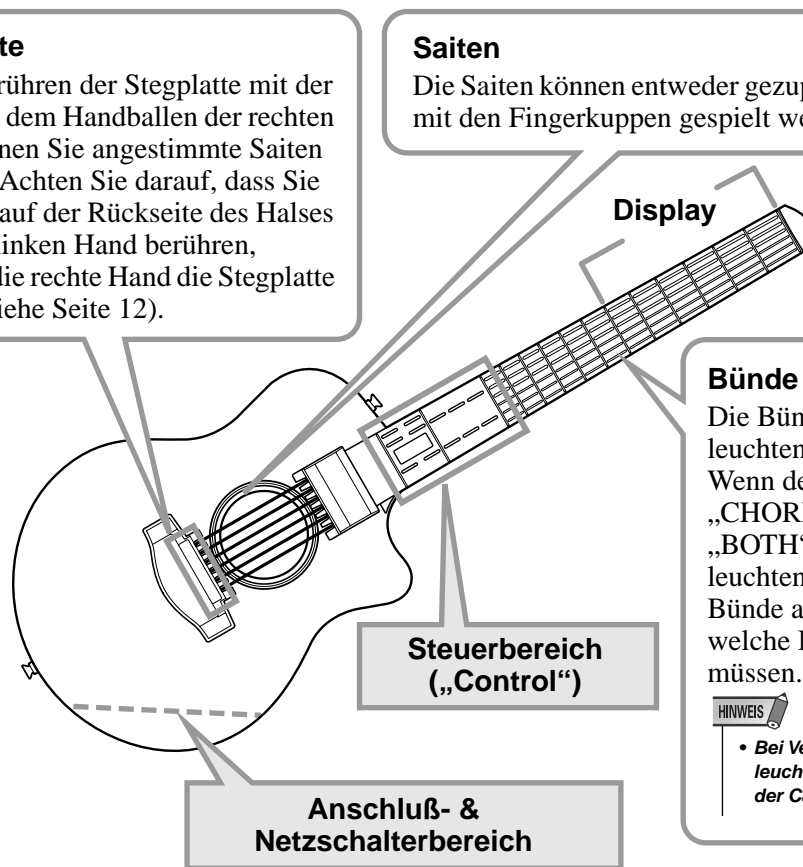 te
rühren der Stegplatte mit der
dem Handballen der rechten
nen Sie angestimmte Saiten
Achten Sie darauf, dass Sie
auf der Rückseite des Halses
linken Hand berühren,
die rechte Hand die Stegplatte
iehe Seite 12).
Saiten
Die Saiten können entweder gezup
mit den Fingerkuppen gespielt we
Display
Bünde
Die Bün
leuchten
Wenn de
„CHOR
„BOTH“
leuchten
Bünde a
welche
müssen.
HINWEIS
• Bei Ve
leuch
der Ca
Steuerbereich
(„Control“)
Anschluß- &
Netzschalterbereich